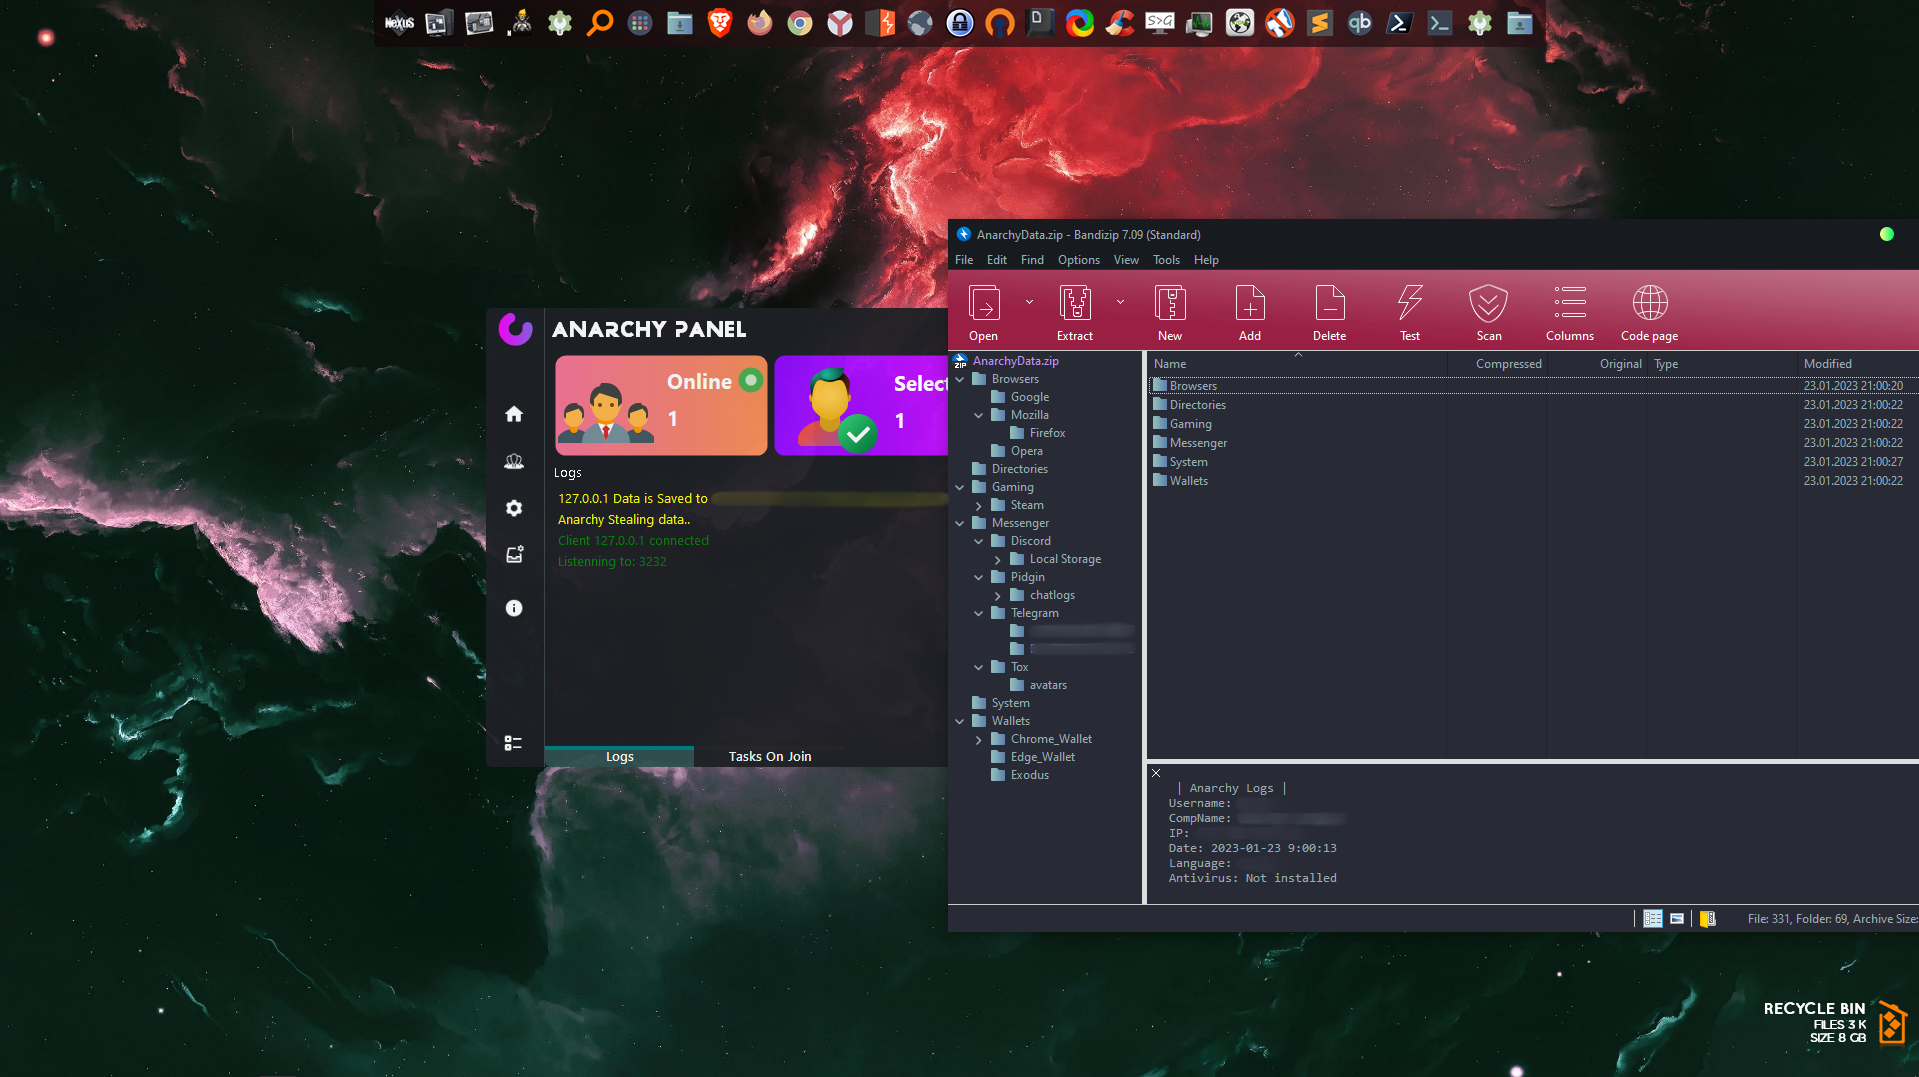 NeXuS
S>G
qb
ANARCHY PANEL
Online
1
Select
1
Logs
127.0.0.1 Data is Saved to
Anarchy Stealing data..
Client 127.0.0.1 connected
Listenning to: 3232
Logs
Tasks On Join
AnarchyData.zip - Bandizip 7.09 (Standard)
File Edit Find Options View Tools Help
Open Extract New Add Delete Test Scan Columns Code page
ZIP AnarchyData.zip
Browsers
Google
Mozilla
Firefox
Opera
Directories
Gaming
Steam
Messenger
Discord
Local Storage
Pidgin
chatlogs
Telegram
Tox
avatars
System
Wallets
Chrome_Wallet
Edge_Wallet
Exodus
Name Compressed Original Type Modified
Browsers 23.01.2023 21:00:20
Directories 23.01.2023 21:00:22
Gaming 23.01.2023 21:00:22
Messenger 23.01.2023 21:00:22
System 23.01.2023 21:00:27
Wallets 23.01.2023 21:00:22
| Anarchy Logs |
Username:
CompName:
IP:
Date: 2023-01-23 9:00:13
Language:
Antivirus: Not installed
File: 331, Folder: 69, Archive Size:
RECYCLE BIN
FILES 3 K
SIZE 8 GB